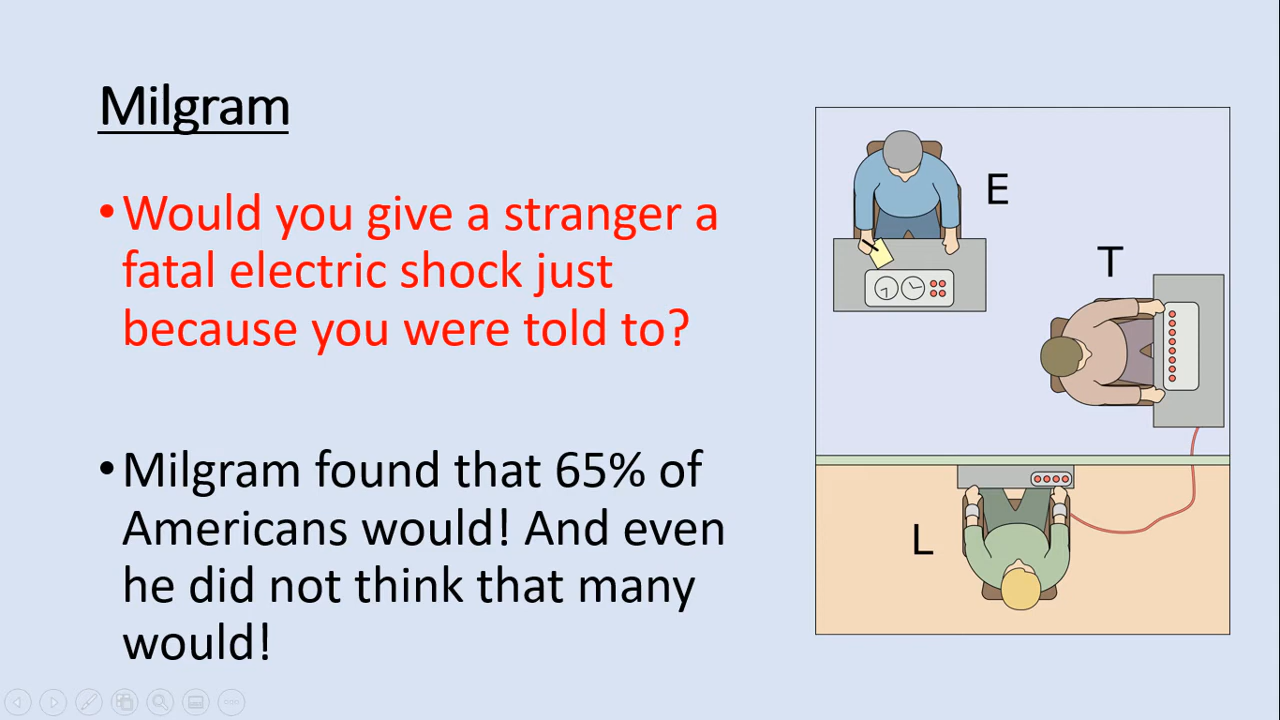 Milgram
•Would you give a stranger a
fatal electric shock just
because you were told to?
•Milgram found that 65% of
Americans would! And even
he did not think that many
would!
E
T
L